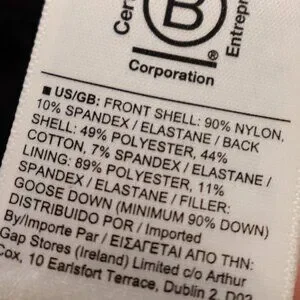 Cer
B
Entrepr
®
Corporation
■ US/GB: FRONT SHELL: 90% NYLON,
10% SPANDEX / ELASTANE / BACK
SHELL: 49% POLYESTER, 44%
COTTON, 7% SPANDEX / ELASTANE /
LINING: 89% POLYESTER, 11%
SPANDEX / ELASTANE / FILLER:
GOOSE DOWN (MINIMUM 90% DOWN)
DISTRIBUIDO POR / Imported
By/Importe Par / ΕΙΣΑΓΕΤΑΙ ΑΠΟ ΤΗΝ:
Gap Stores (Ireland) Limited c/o Arthur
Cox, 10 Earlsfort Terrace, Dublin 2, D02